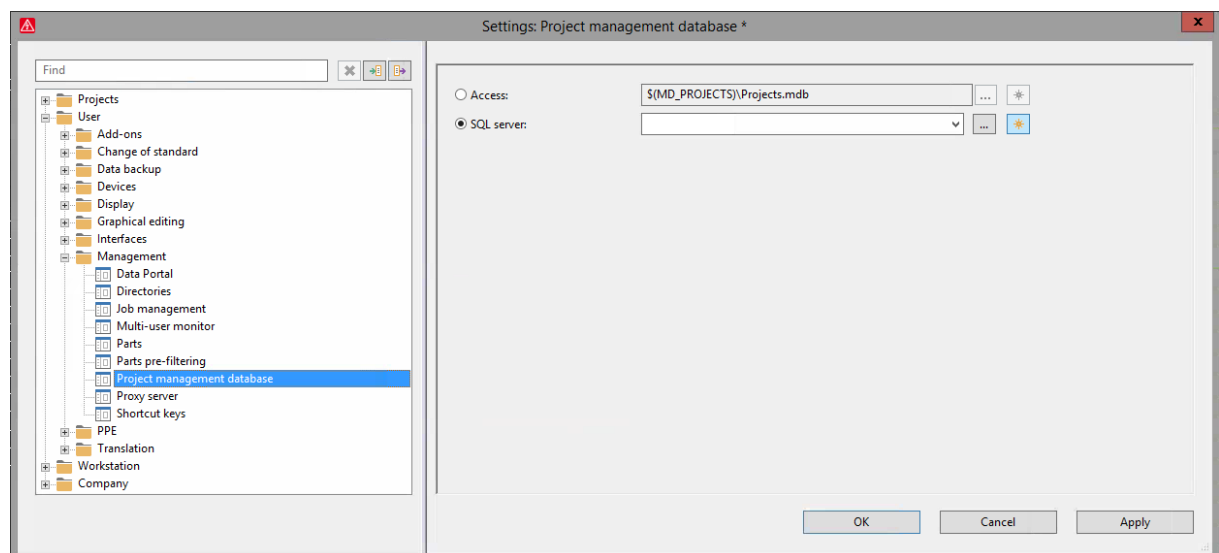 Settings: Project management database *
x
Find
Projects
User
Add-ons
Change of standard
Data backup
Devices
Display
Graphical editing
Interfaces
Management
Data Portal
Directories
Job management
Multi-user monitor
Parts
Parts pre-filtering
Project management database
Proxy server
Shortcut keys
PPE
Translation
Workstation
Company
Access: $(MD_PROJECTS)\Projects.mdb ...
SQL server: ...
OK Cancel Apply